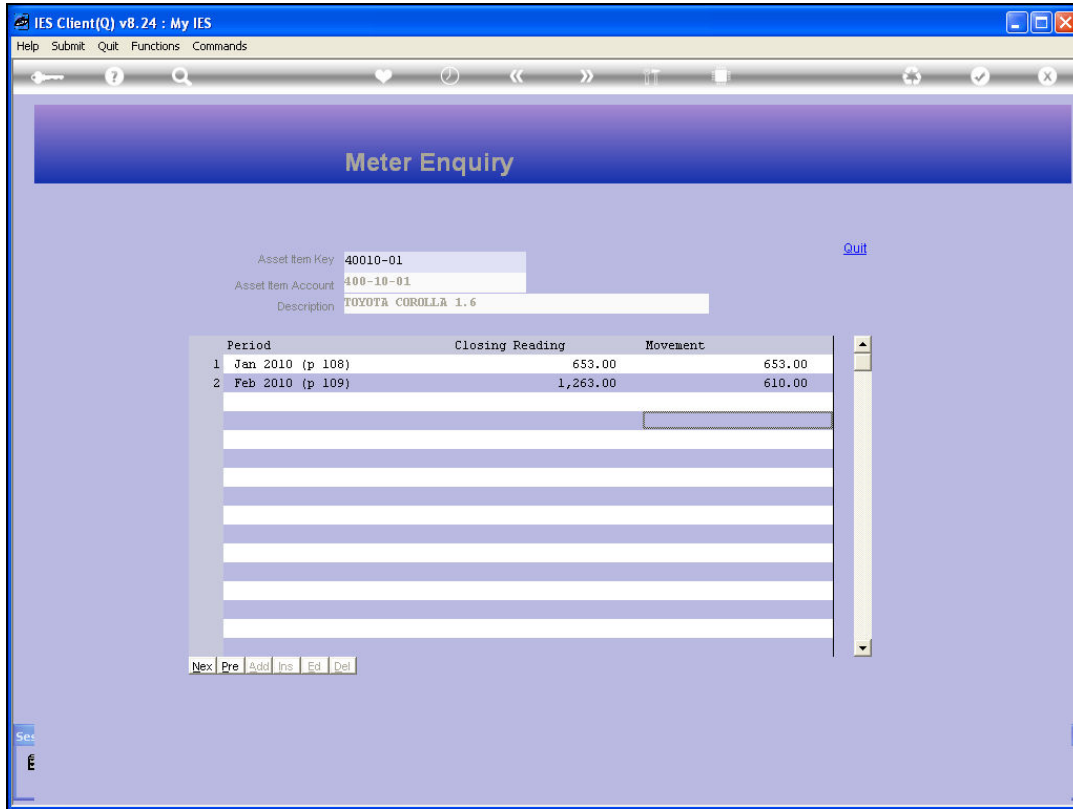 IES Client(Q) v8.24 : My IES
Help Submit Quit Functions Commands
Meter Enquiry
Quit
Asset Item Key 40010-01
Asset Item Account 400-10-01
Description TOYOTA COROLLA 1.6
Period Closing Reading Movement
1 Jan 2010 (p 108) 653.00 653.00
2 Feb 2010 (p 109) 1,263.00 610.00
Nex Pre Add Ins Ed Del